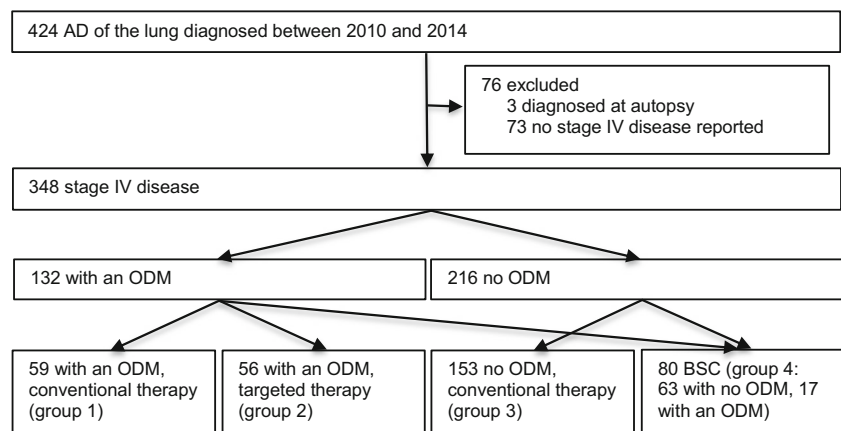 424 AD of the lung diagnosed between 2010 and 2014
76 excluded
3 diagnosed at autopsy
73 no stage IV disease reported
348 stage IV disease
132 with an ODM
216 no ODM
59 with an ODM,
conventional therapy
(group 1)
56 with an ODM,
targeted therapy
(group 2)
153 no ODM,
conventional therapy
(group 3)
80 BSC (group 4:
63 with no ODM, 17
with an ODM)